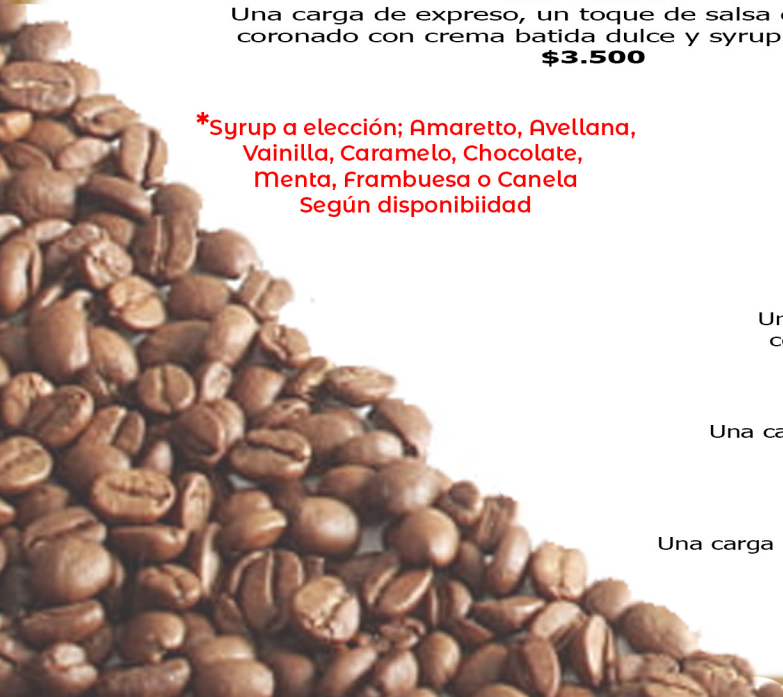 Una carga de expreso, un toque de salsa
coronado con crema batida dulce y syrup
$3.500
*Syrup a elección; Amaretto, Avellana,
Vainilla, Caramelo, Chocolate,
Menta, Frambuesa o Canela
Según disponibiidad
Una
Una carga